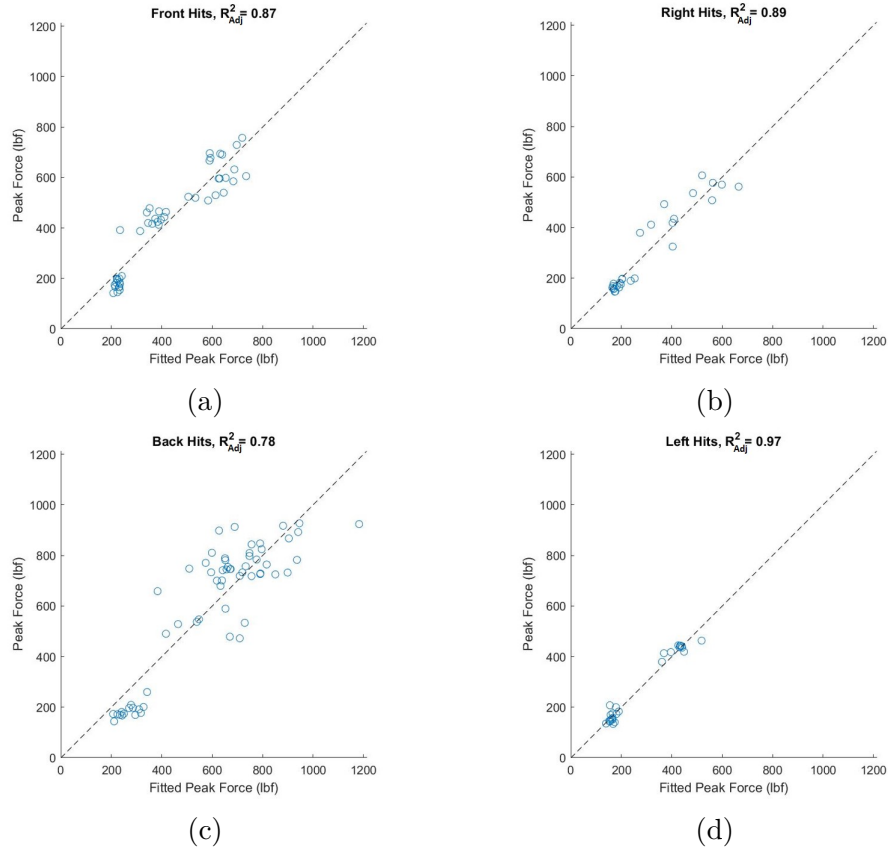 Front Hits, R²Adj = 0.87
Peak Force (lbf)
1200
1000
800
600
400
200
0
0 200 400 600 800 1000 1200
Fitted Peak Force (lbf)
(a)
Right Hits, R²Adj = 0.89
Peak Force (lbf)
1200
1000
800
600
400
200
0
0 200 400 600 800 1000 1200
Fitted Peak Force (lbf)
(b)
Back Hits, R²Adj = 0.78
Peak Force (lbf)
1200
1000
800
600
400
200
0
0 200 400 600 800 1000 1200
Fitted Peak Force (lbf)
(c)
Left Hits, R²Adj = 0.97
Peak Force (lbf)
1200
1000
800
600
400
200
0
0 200 400 600 800 1000 1200
Fitted Peak Force (lbf)
(d)